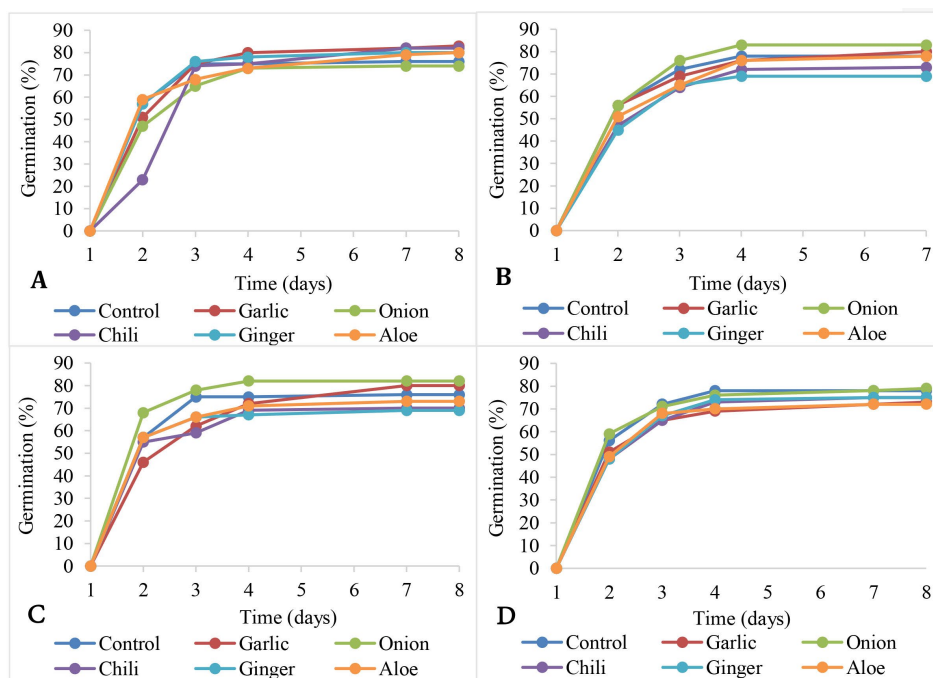 90
80
70
60
50
40
30
20
10
0
Germination (%)
1 2 3 4 5 6 7 8
Time (days)
A
Control Garlic Onion
Chili Ginger Aloe
90
80
70
60
50
40
30
20
10
0
Germination (%)
1 2 3 4 5 6 7
Time (days)
B
Control Garlic Onion
Chili Ginger Aloe
90
80
70
60
50
40
30
20
10
0
Germination (%)
1 2 3 4 5 6 7 8
Time (days)
C
Control Garlic Onion
Chili Ginger Aloe
90
80
70
60
50
40
30
20
10
0
Germination (%)
1 2 3 4 5 6 7 8
Time (days)
D
Control Garlic Onion
Chili Ginger Aloe